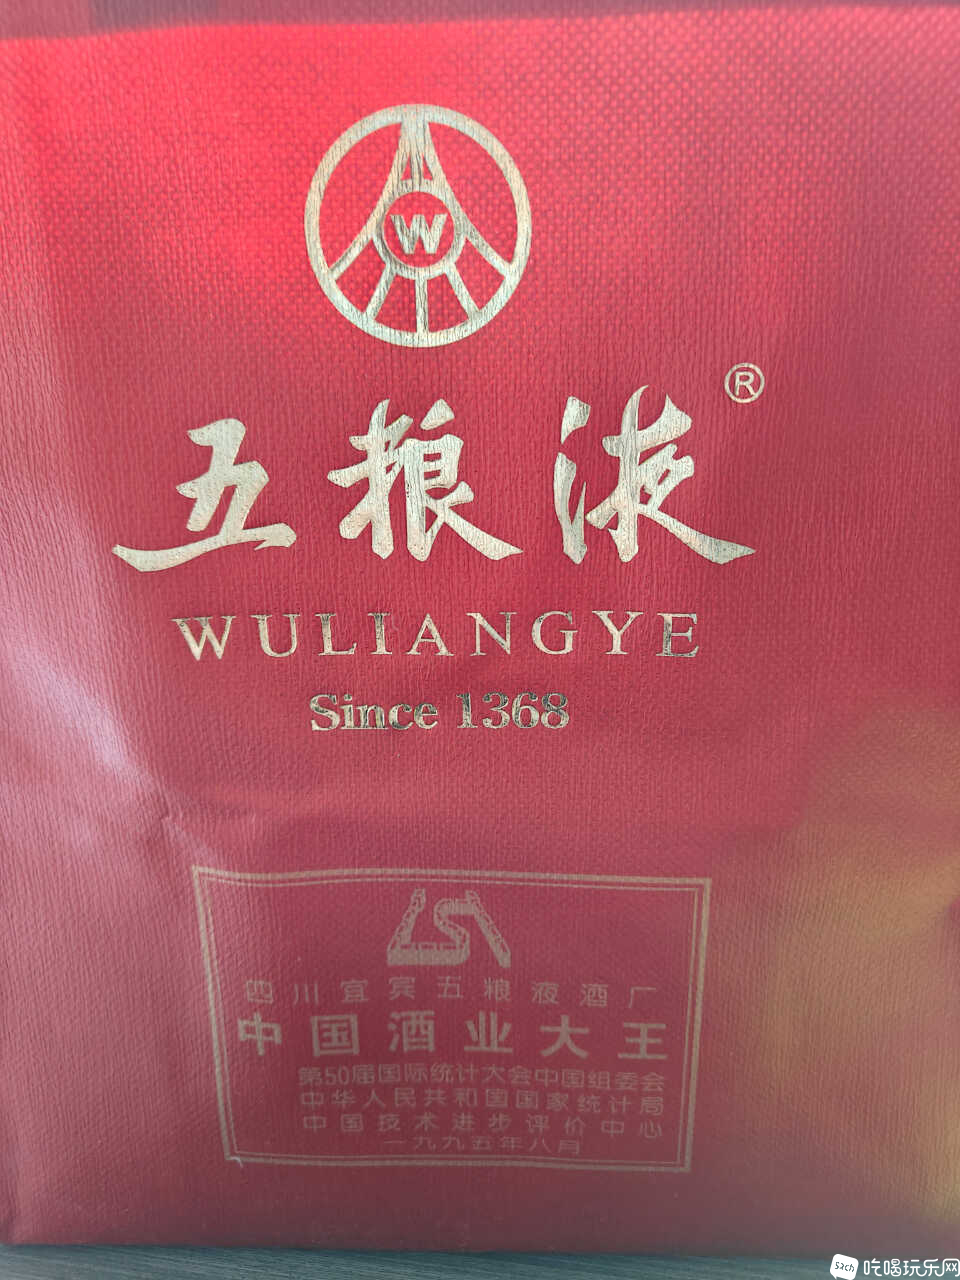 W
五粮液®
WULIANGYE
Since 1368
四川宜宾五粮液酒厂
中国酒业大王
第50届国际统计大会中国组委会
中华人民共和国国家统计局
中国技术进步评价中心
一九九五年八月
吃喝玩乐网